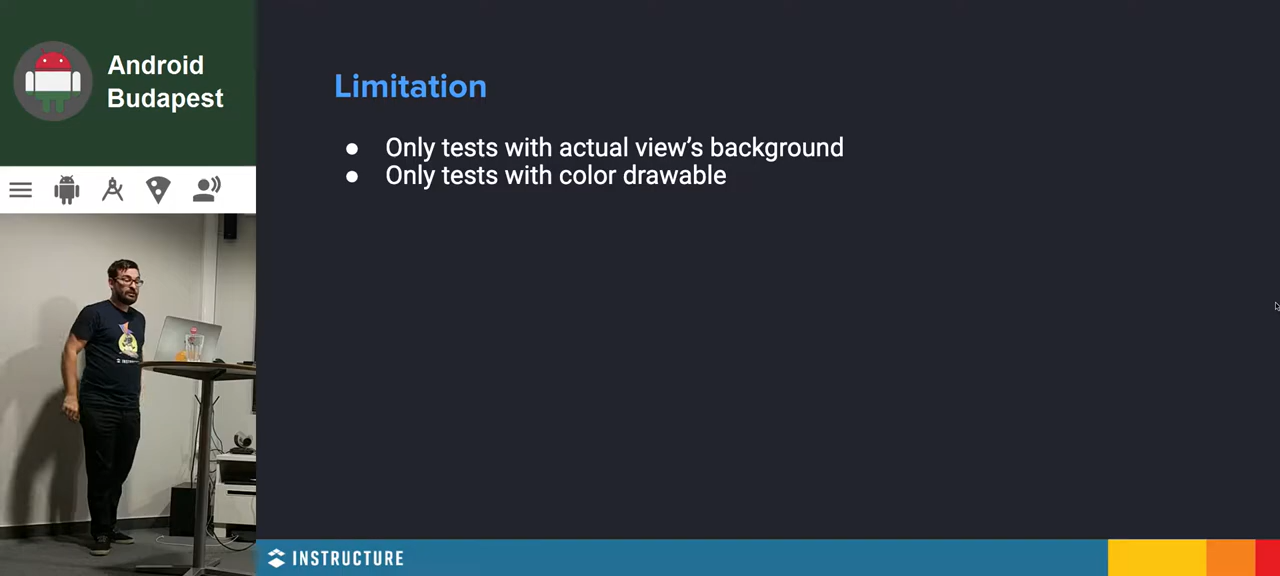 Android
Budapest
Limitation
● Only tests with actual view's background
● Only tests with color drawable
INSTRUCTURE